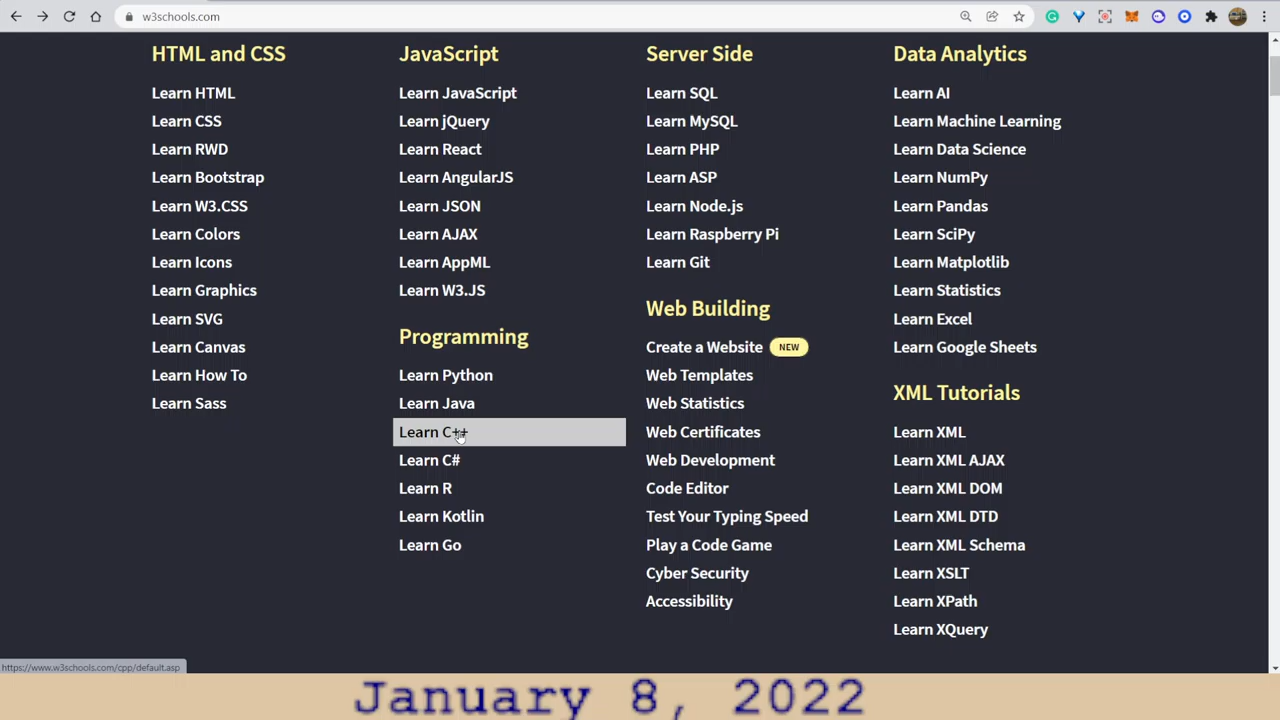 w3schools.com
HTML and CSS
Learn HTML
Learn CSS
Learn RWD
Learn Bootstrap
Learn W3.CSS
Learn Colors
Learn Icons
Learn Graphics
Learn SVG
Learn Canvas
Learn How To
Learn Sass
JavaScript
Learn JavaScript
Learn jQuery
Learn React
Learn AngularJS
Learn JSON
Learn AJAX
Learn AppML
Learn W3.JS
Programming
Learn Python
Learn Java
Learn C++
Learn C#
Learn R
Learn Kotlin
Learn Go
Server Side
Learn SQL
Learn MySQL
Learn PHP
Learn ASP
Learn Node.js
Learn Raspberry Pi
Learn Git
Web Building
Create a Website NEW
Web Templates
Web Statistics
Web Certificates
Web Development
Code Editor
Test Your Typing Speed
Play a Code Game
Cyber Security
Accessibility
Data Analytics
Learn AI
Learn Machine Learning
Learn Data Science
Learn NumPy
Learn Pandas
Learn SciPy
Learn Matplotlib
Learn Statistics
Learn Excel
Learn Google Sheets
XML Tutorials
Learn XML
Learn XML AJAX
Learn XML DOM
Learn XML DTD
Learn XML Schema
Learn XSLT
Learn XPath
Learn XQuery
https://www.w3schools.com/cpp/default.asp
January 8, 2022